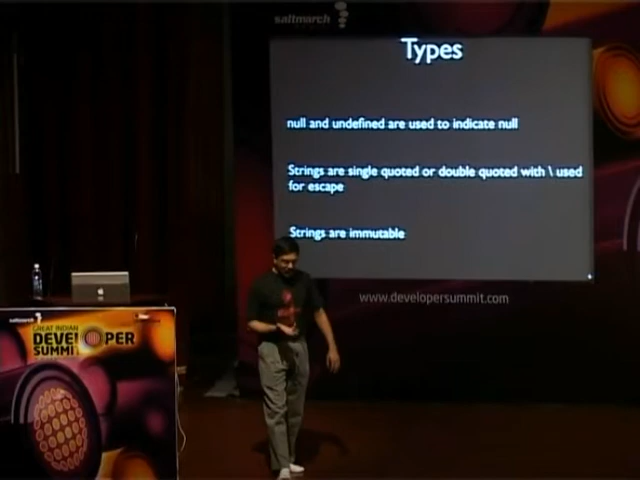 saltmarch
Types
null and undefined are used to indicate null
Strings are single quoted or double quoted with \ used
for escape
Strings are immutable
www.developersummit.com
saltmarch
GREAT INDIAN
DEVELOPER
SUMMIT